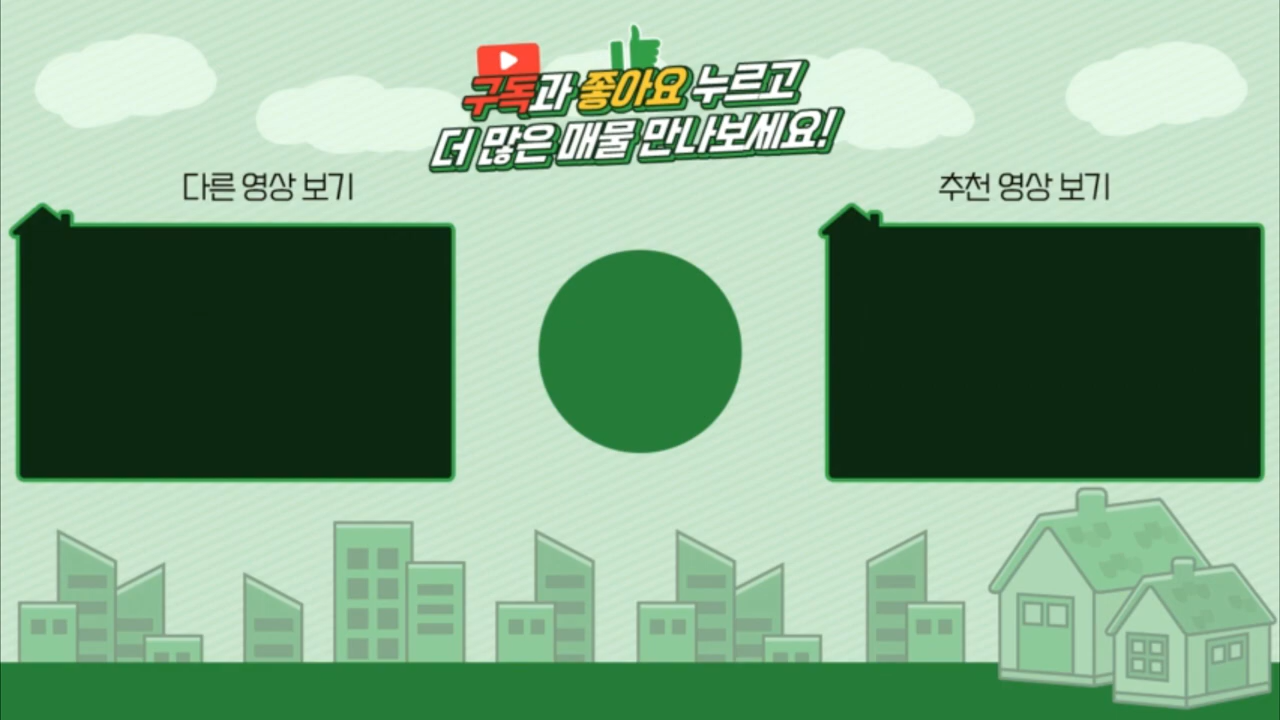 구독과 좋아요 누르고
더 많은 매물 만나보세요!
다른 영상 보기
추천 영상 보기